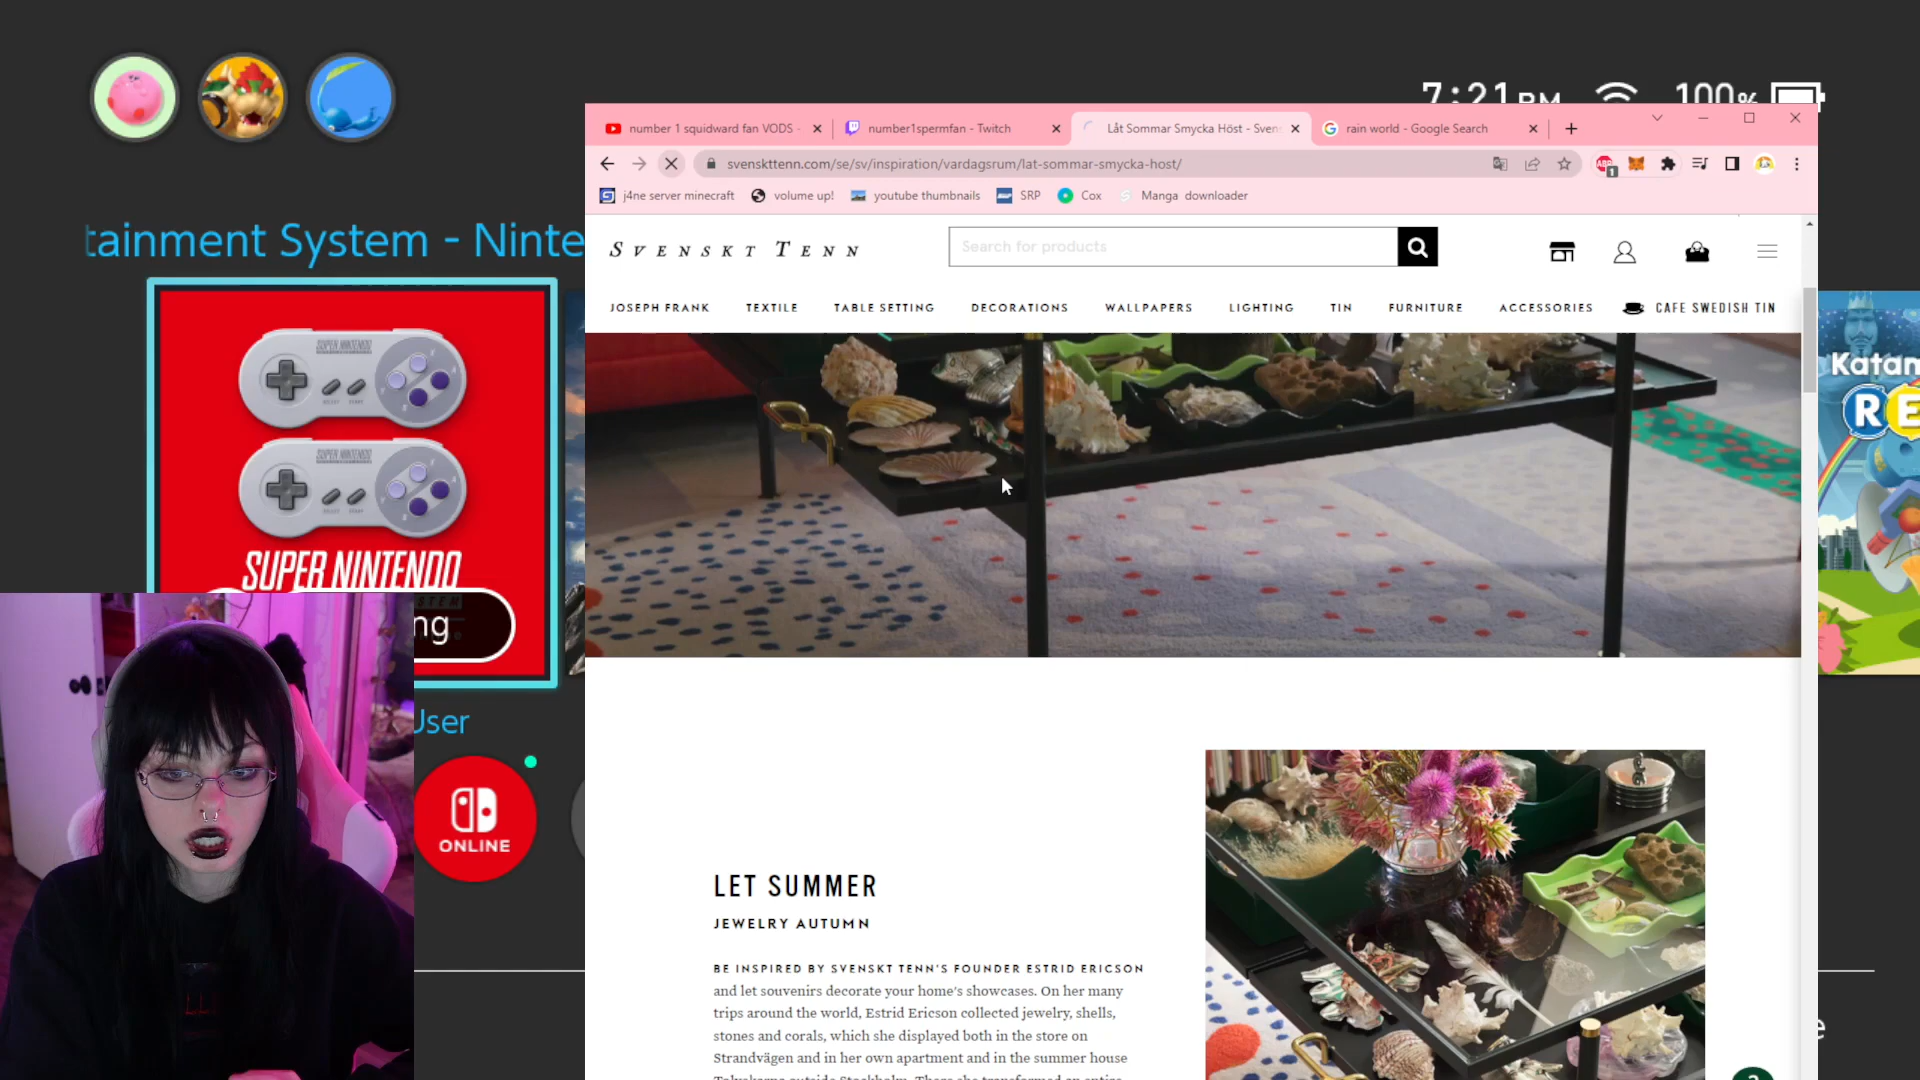 7:21 PM 100%
tainment System - Ninte
number 1 squidward fan VODS -
number1spermfan - Twitch
Låt Sommar Smycka Höst - Sven
rain world - Google Search
svenskttenn.com/se/sv/inspiration/vardagsrum/lat-sommar-smycka-host/
j4ne server minecraft
volume up!
youtube thumbnails
SRP
Cox
Manga downloader
SVENSKT TENN
Search for products
JOSEPH FRANK
TEXTILE
TABLE SETTING
DECORATIONS
WALLPAPERS
LIGHTING
TIN
FURNITURE
ACCESSORIES
CAFE SWEDISH TIN
SUPER NINTENDO
ng
User
ONLINE
Katam
RE
LET SUMMER
JEWELRY AUTUMN
BE INSPIRED BY SVENSKT TENN'S FOUNDER ESTRID ERICSON
and let souvenirs decorate your home's showcases. On her many
trips around the world, Estrid Ericson collected jewelry, shells,
stones and corals, which she displayed both in the store on
Strandvägen and in her own apartment and in the summer house